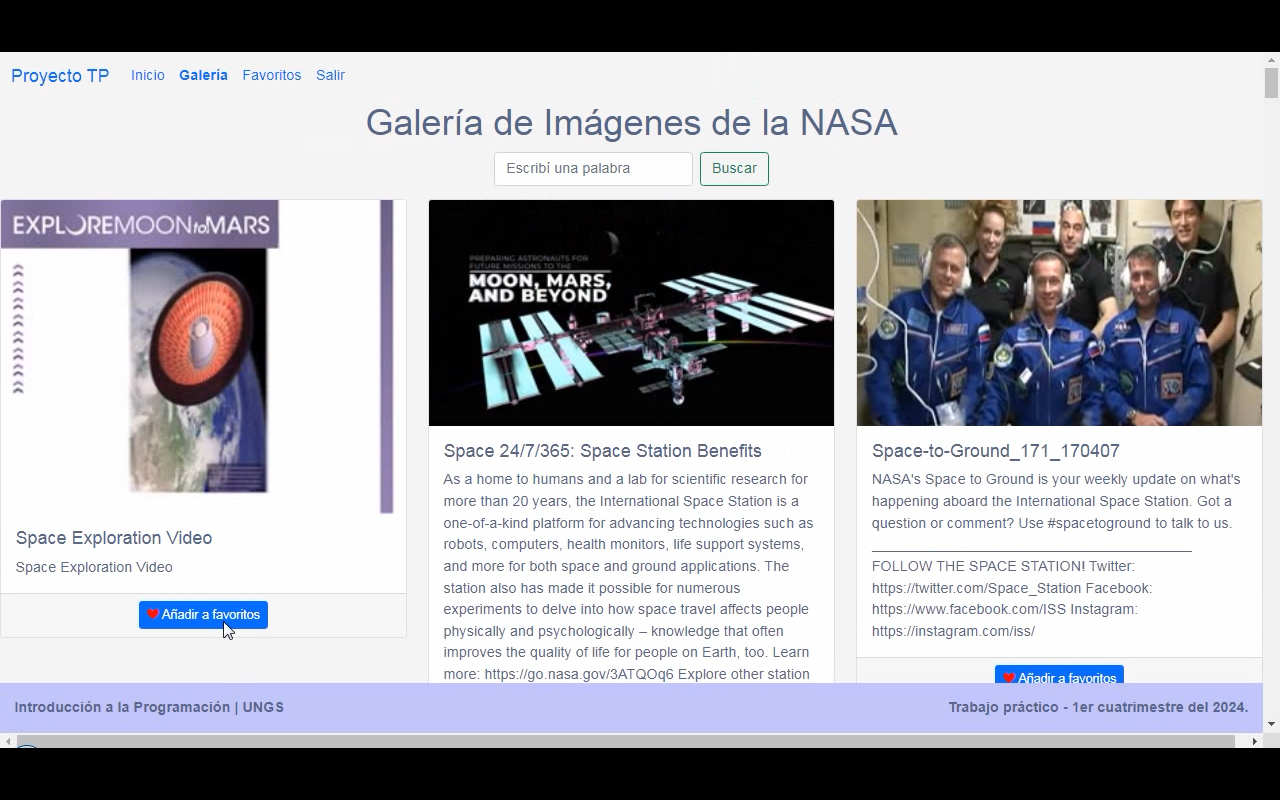 Proyecto TP Inicio Galería Favoritos Salir
Galería de Imágenes de la NASA
Escribí una palabra Buscar
EXPLOREMOONtoMARS
Space Exploration Video
Space Exploration Video
Añadir a favoritos
PREPARING ASTRONAUTS FOR
FUTURE MISSIONS TO THE
MOON, MARS,
AND BEYOND
Space 24/7/365: Space Station Benefits
As a home to humans and a lab for scientific research for
more than 20 years, the International Space Station is a
one-of-a-kind platform for advancing technologies such as
robots, computers, health monitors, life support systems,
and more for both space and ground applications. The
station also has made it possible for numerous
experiments to delve into how space travel affects people
physically and psychologically – knowledge that often
improves the quality of life for people on Earth, too. Learn
more: https://go.nasa.gov/3ATQOq6 Explore other station
Space-to-Ground_171_170407
NASA's Space to Ground is your weekly update on what's
happening aboard the International Space Station. Got a
question or comment? Use #spacetoground to talk to us.
________________________________________
FOLLOW THE SPACE STATION! Twitter:
https://twitter.com/Space_Station Facebook:
https://www.facebook.com/ISS Instagram:
https://instagram.com/iss/
Añadir a favoritos
Introducción a la Programación | UNGS
Trabajo práctico - 1er cuatrimestre del 2024.